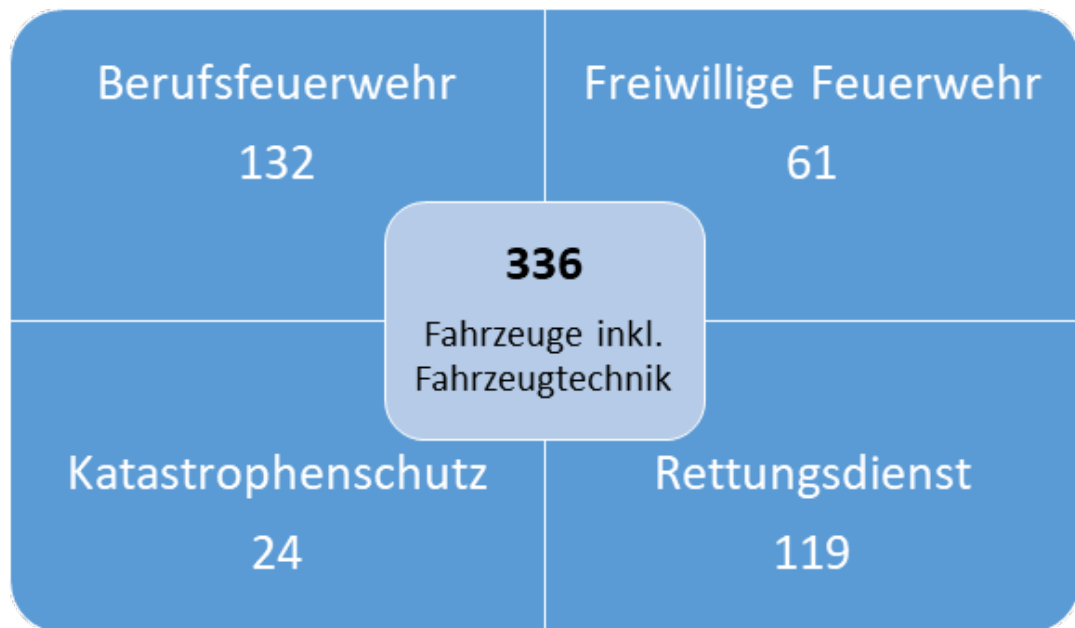 Berufsfeuerwehr
132
Freiwillige Feuerwehr
61
336
Fahrzeuge inkl.
Fahrzeugtechnik
Katastrophenschutz
24
Rettungsdienst
119